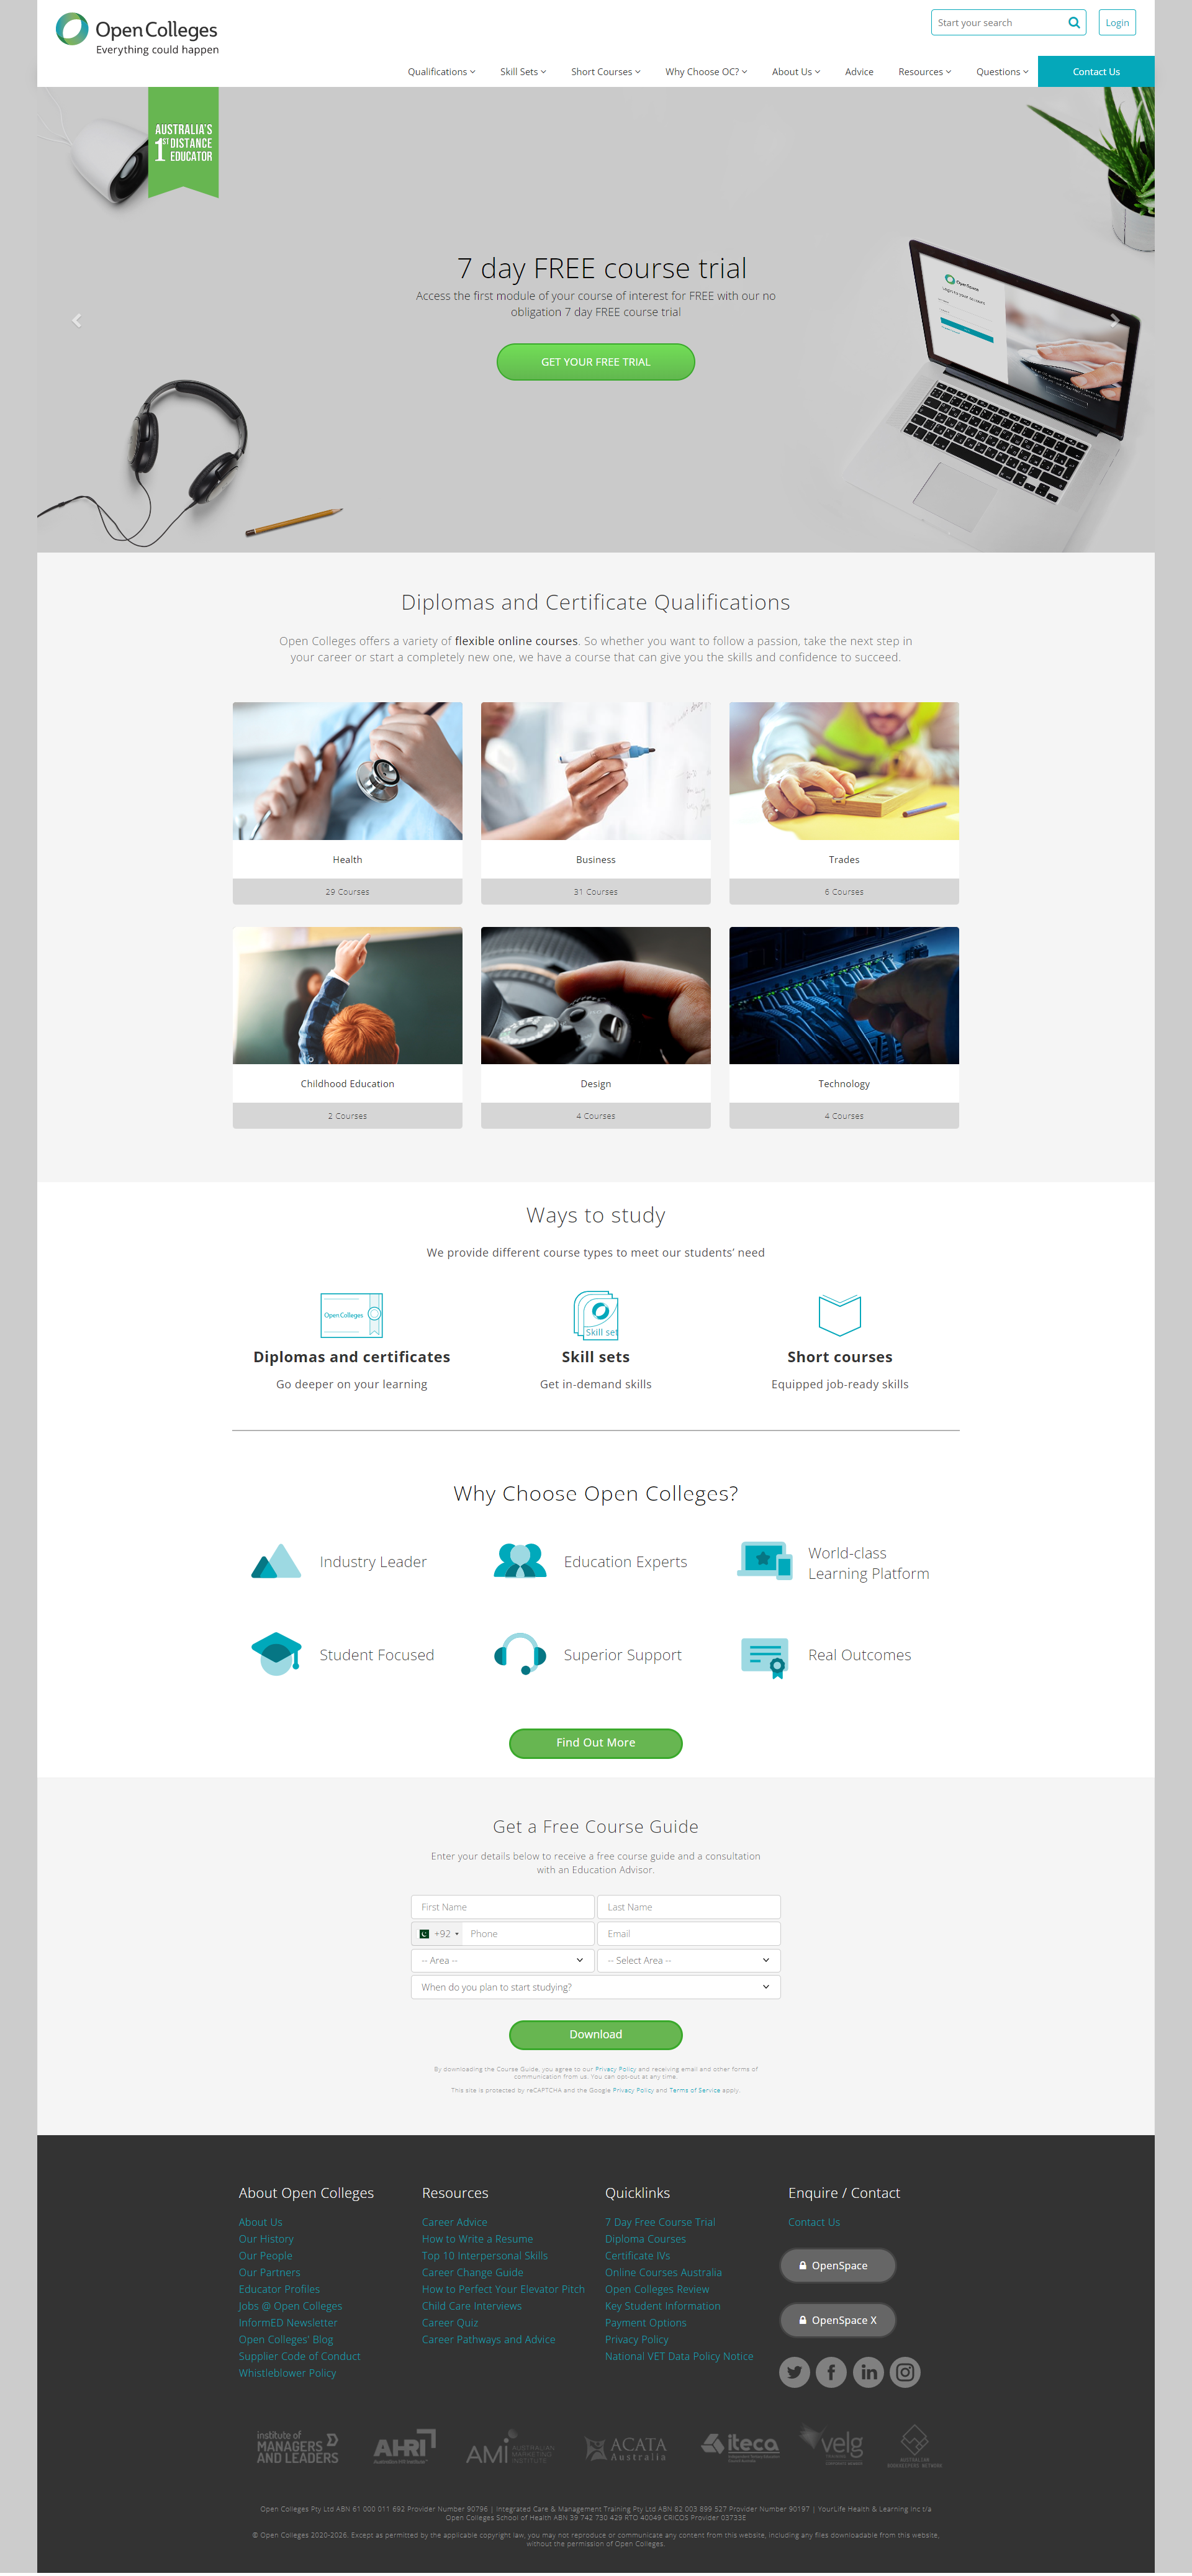 Open Colleges
Everything could happen
Start your search
Login
Qualifications
Skill Sets
Short Courses
Why Choose OC?
About Us
Advice
Resources
Questions
Contact Us
AUSTRALIA'S
1ST DISTANCE
EDUCATOR
7 day FREE course trial
Access the first module of your course of interest for FREE with our no
obligation 7 day FREE course trial
GET YOUR FREE TRIAL
Diplomas and Certificate Qualifications
Open Colleges offers a variety of flexible online courses. So whether you want to follow a passion, take the next step in
your career or start a completely new one, we have a course that can give you the skills and confidence to succeed.
Health
Business
Trades
29 Courses
31 Courses
6 Courses
Childhood Education
Design
Technology
2 Courses
4 Courses
4 Courses
Ways to study
We provide different course types to meet our students' need
Open Colleges
Skill set
Diplomas and certificates
Skill sets
Short courses
Go deeper on your learning
Get in-demand skills
Equipped job-ready skills
Why Choose Open Colleges?
Industry Leader
Education Experts
World-class
Learning Platform
Student Focused
Superior Support
Real Outcomes
Find Out More
Get a Free Course Guide
Enter your details below to receive a free course guide and a consultation
with an Education Advisor.
First Name
Last Name
+92
Phone
Email
-- Area --
-- Select Area --
When do you plan to start studying?
Download
By downloading the Course Guide, you agree to our Privacy Policy and receiving email and other forms of
communication from us. You can opt-out at any time.
This site is protected by reCAPTCHA and the Google Privacy Policy and Terms of Service apply.
About Open Colleges
About Us
Our History
Our People
Our Partners
Educator Profiles
Jobs @ Open Colleges
InformED Newsletter
Open Colleges' Blog
Supplier Code of Conduct
Whistleblower Policy
Resources
Career Advice
How to Write a Resume
Top 10 Interpersonal Skills
Career Change Guide
How to Perfect Your Elevator Pitch
Child Care Interviews
Career Quiz
Career Pathways and Advice
Quicklinks
7 Day Free Course Trial
Diploma Courses
Certificate IVs
Online Courses Australia
Open Colleges Review
Key Student Information
Payment Options
Privacy Policy
National VET Data Policy Notice
Enquire / Contact
Contact Us
OpenSpace
OpenSpace X
institute of
MANAGERS
AND LEADERS
AHRI
AMI
AUSTRALIAN
MARKETING
INSTITUTE
ACATA
Australia
iteca
velg
AUSTRALIAN
BOOKKEEPERS NETWORK
Open Colleges Pty Ltd ABN 61 000 011 692 Provider Number 90796 | Integrated Care & Management Training Pty Ltd ABN 82 003 899 527 Provider Number 90197 | YourLife Health & Learning Inc t/a
Open Colleges School of Health ABN 39 742 730 429 RTO 40049 CRICOS Provider 03733E
© Open Colleges 2020-2026. Except as permitted by the applicable copyright law, you may not reproduce or communicate any content from this website, including any files downloadable from this website,
without the permission of Open Colleges.